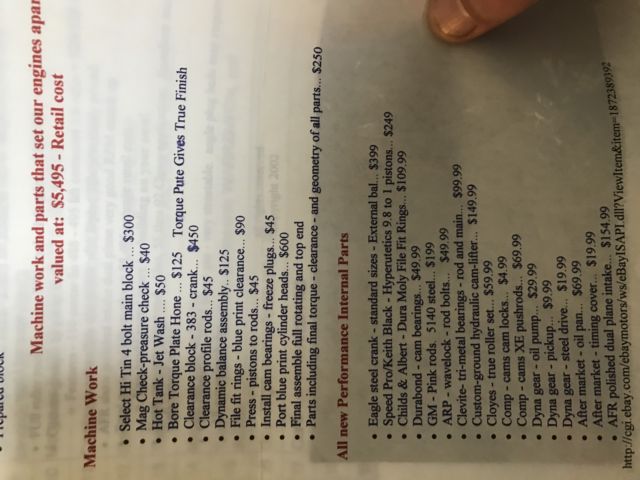 Prepared block
Machine work and parts that set our engines apar
valued at: $5,495 - Retail cost
Machine Work
• Select Hi Tin 4 bolt main block ... $300
• Mag Check-preasure check ... $40
• Hot Tank - Jet Wash .... $50
• Bore Torque Plate Hone ... $125 Torque Pute Gives True Finish
• Clearance block - 383 - crank... $450
• Clearance profile rods. $45
• Dynamic balance assembly.. $125
• File fit rings - blue print clearance... $90
• Press - pistons to rods... $45
• Install cam bearings - freeze plugs... $45
• Port blue print cylinder heads.. $600
• Final assemble full rotating and top end
• Parts including final torque - clearance - and geometry of all parts... $250
All new Performance Internal Parts
• Eagle steel crank - standard sizes - External bal... $399
• Speed Pro/Keith Black - Hyperutetics 9.8 to 1 pistons... $249
• Childs & Albert - Dura Moly File Fit Rings... $109.99
• Durabond - cam bearings.. $49.99
• GM - Pink rods. 5140 steel... $199
• ARP - wavelock - rod bolts... $49.99
• Clevite- tri-metal bearings - rod and main... $99.99
• Custom-ground hydraulic cam-lifter... $149.99
• Cloyes - true roller set... $59.99
• Comp - cams cam locks... $4.99
• Comp - cams XE pushrods... $69.99
• Dyna gear - oil pump... $29.99
• Dyna gear - pickup... $9.99
• Dyna gear - steel drive.... $19.99
• After market - oil pan... $69.99
• After market - timing cover... $19.99
• AFR polished dual plane intake... $154.99
http://cgi.ebay.com/ebaymotors/ws/eBayISAPI.dll?ViewItem&item=1872389392